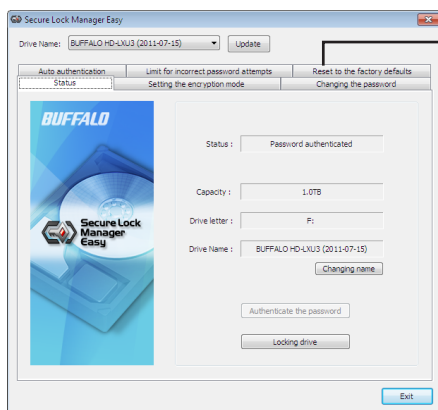 Secure Lock Manager Easy
Drive Name: BUFFALO HD-LXU3 (2011-07-15) Update
Auto authentication Limit for incorrect password attempts Reset to the factory defaults
Status Setting the encryption mode Changing the password
BUFFALO
Secure Lock
Manager
Easy
Status : Password authenticated
Capacity : 1.0TB
Drive letter : F:
Drive Name : BUFFALO HD-LXU3 (2011-07-15)
Changing name
Authenticate the password
Locking drive
Exit